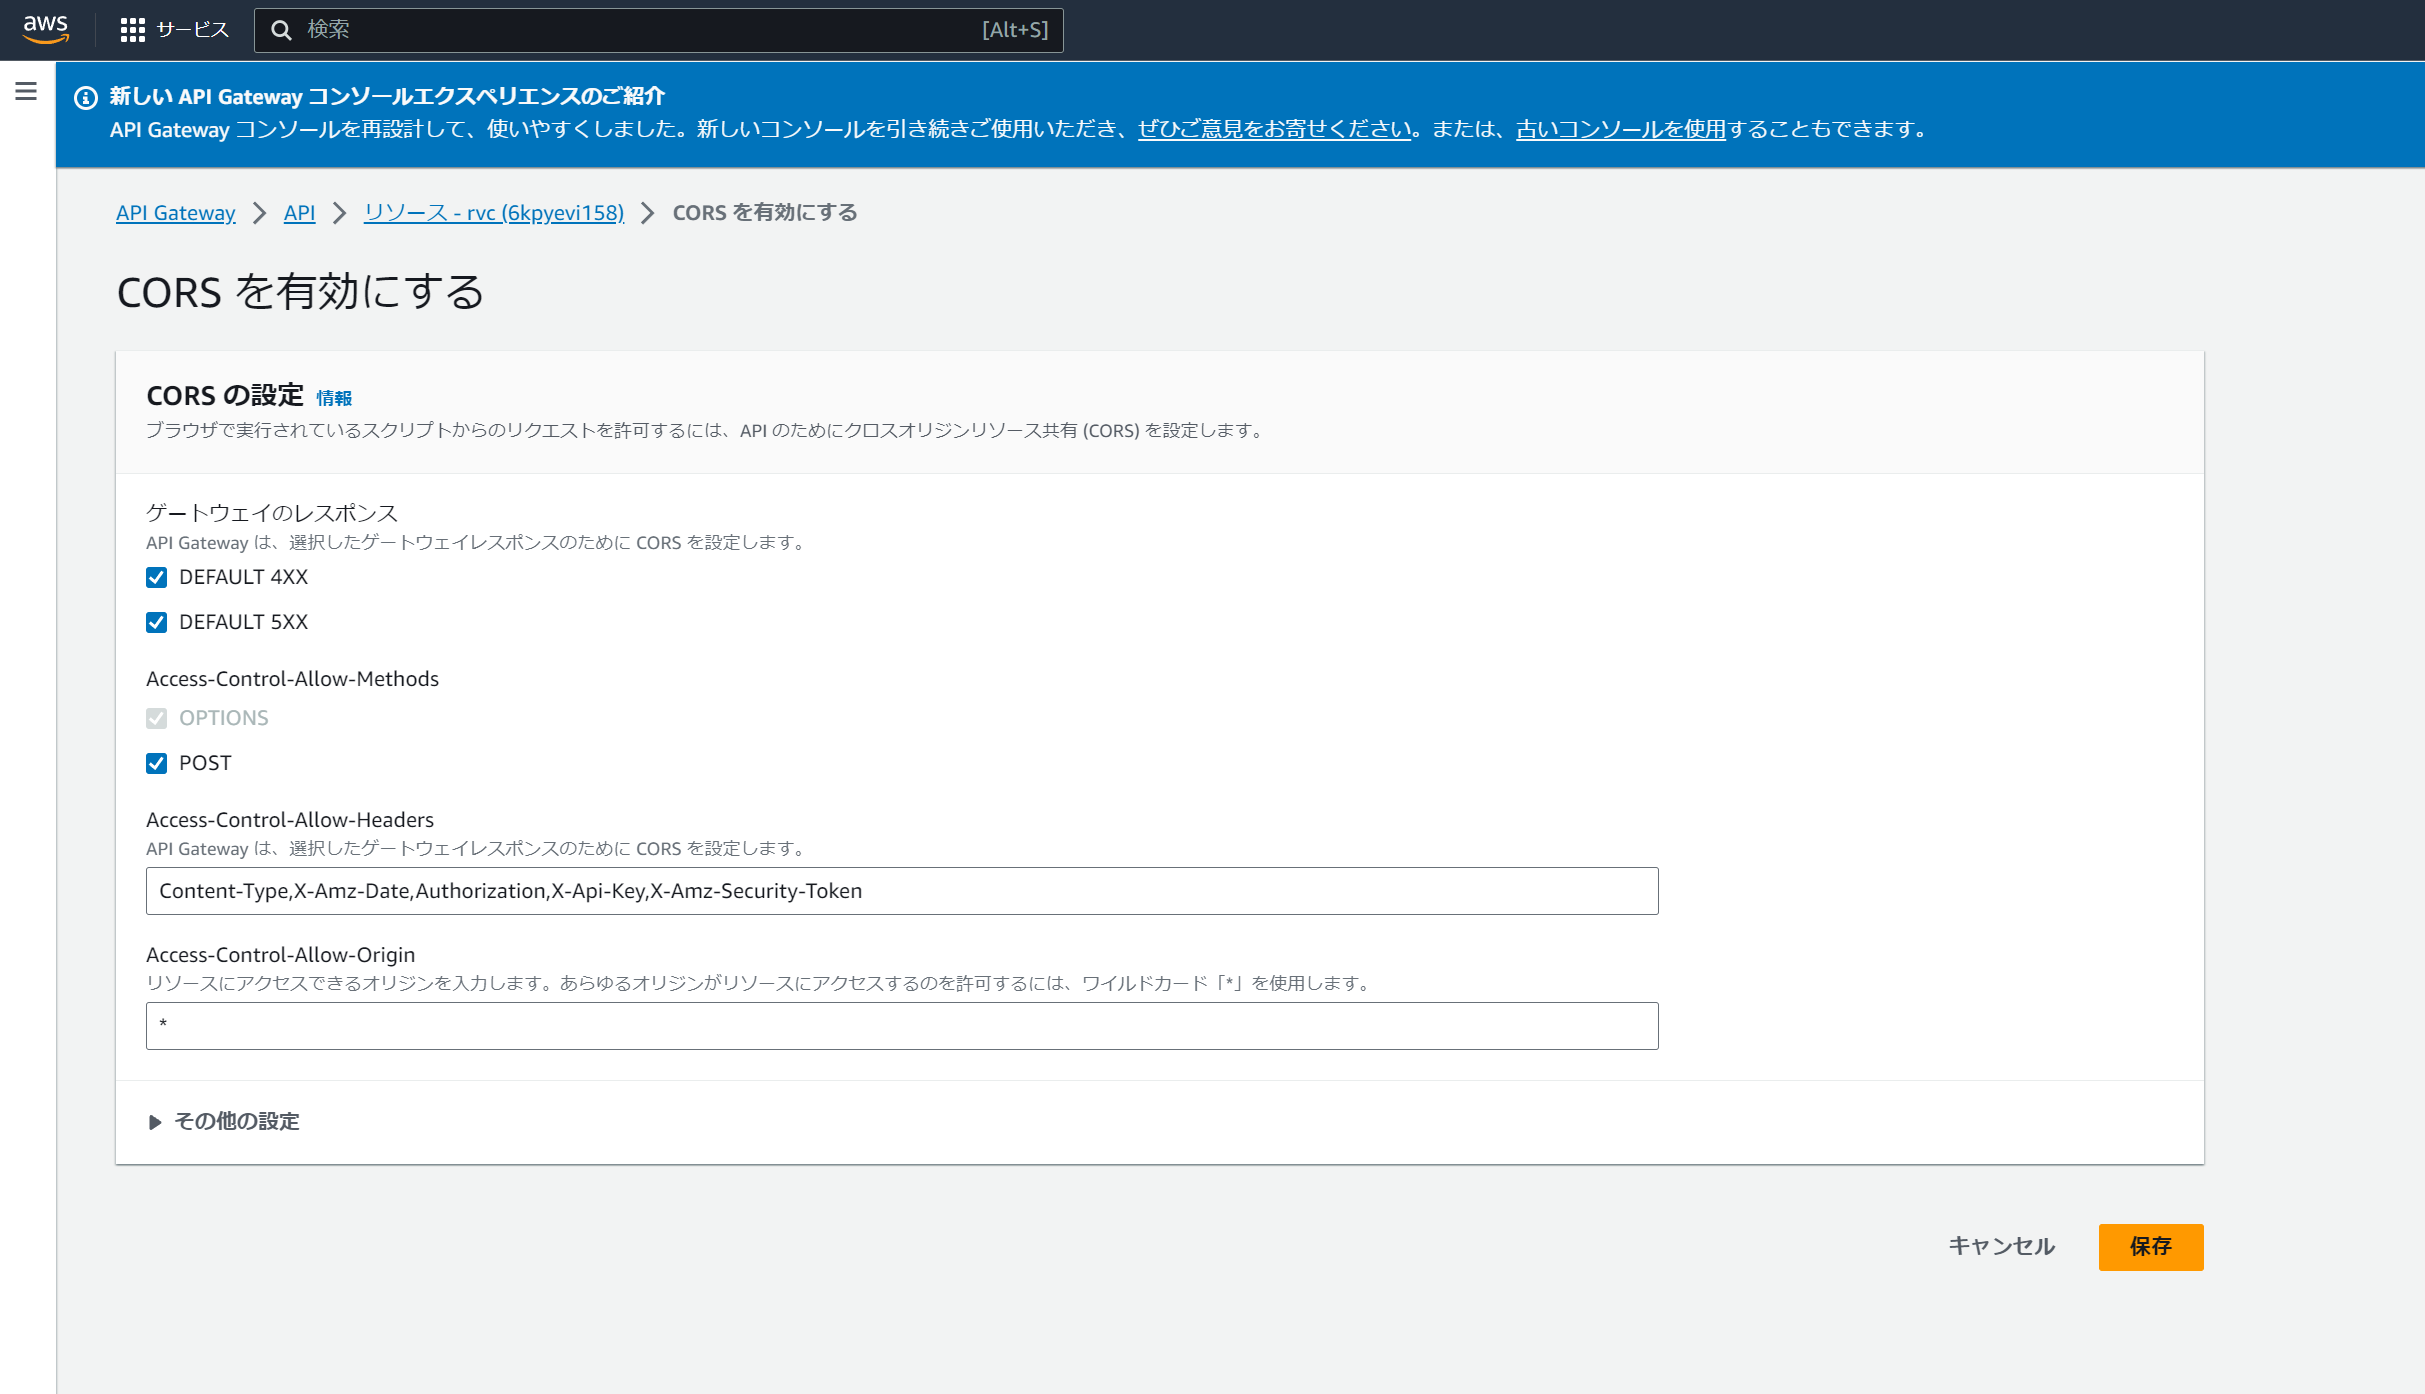 aws
サービス
検索
[Alt+S]
新しい API Gateway コンソールエクスペリエンスのご紹介
API Gateway コンソールを再設計して、使いやすくしました。新しいコンソールを引き続きご使用いただき、ぜひご意見をお寄せください。または、古いコンソールを使用することもできます。
API Gateway > API > リソース - rvc (6kpyevi158) > CORS を有効にする
CORS を有効にする
CORS の設定 情報
ブラウザで実行されているスクリプトからのリクエストを許可するには、API のためにクロスオリジンリソース共有 (CORS) を設定します。
ゲートウェイのレスポンス
API Gateway は、選択したゲートウェイレスポンスのために CORS を設定します。
DEFAULT 4XX
DEFAULT 5XX
Access-Control-Allow-Methods
OPTIONS
POST
Access-Control-Allow-Headers
API Gateway は、選択したゲートウェイレスポンスのために CORS を設定します。
Content-Type,X-Amz-Date,Authorization,X-Api-Key,X-Amz-Security-Token
Access-Control-Allow-Origin
リソースにアクセスできるオリジンを入力します。あらゆるオリジンがリソースにアクセスするのを許可するには、ワイルドカード「*」を使用します。
*
その他の設定
キャンセル
保存